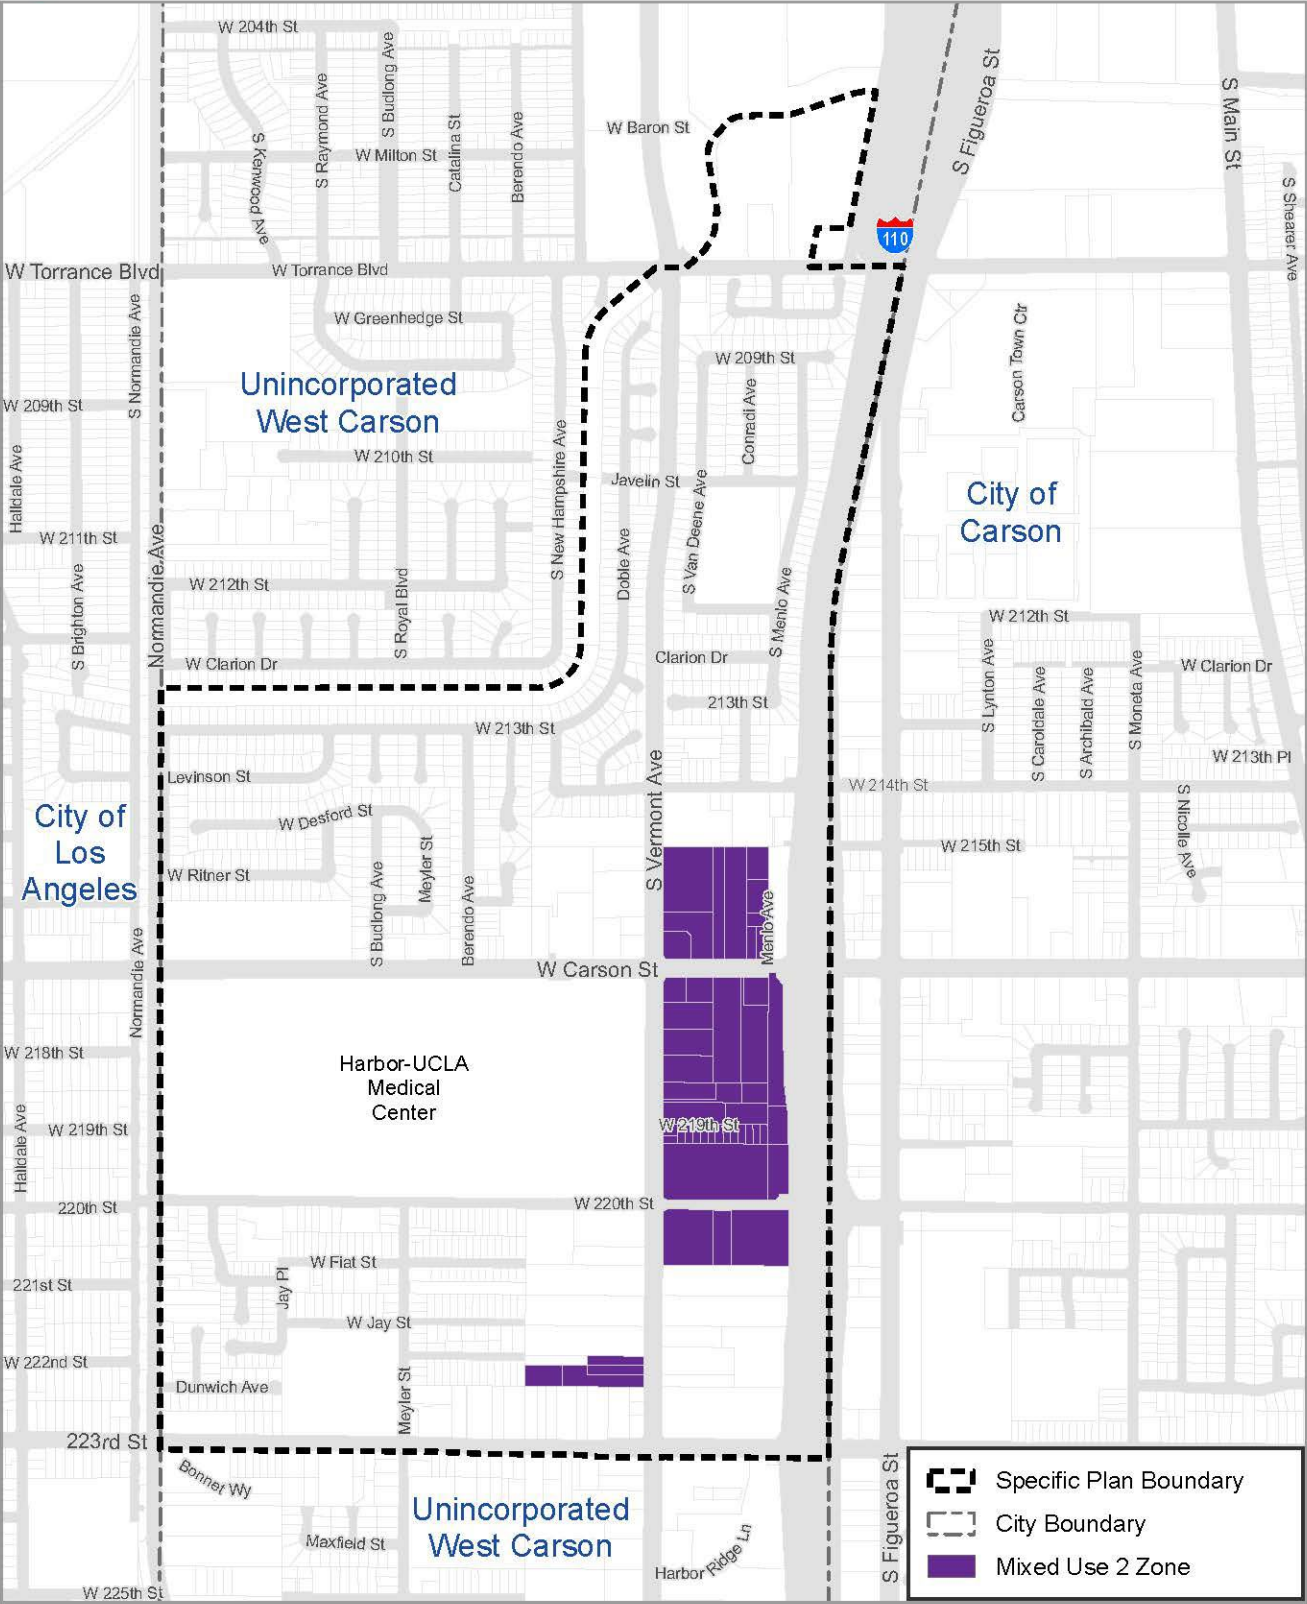 W 204th St
S Kenwood Ave
S Raymond Ave
S Budlong Ave
Catalina St
Berendo Ave
W Milton St
W Baron St
S Figueroa St
S Main St
S Shearer Ave
110
W Torrance Blvd
W Torrance Blvd
S Normandie Ave
W Greenhedge St
W 209th St
Conradi Ave
Carson Town Ctr
Unincorporated
West Carson
W 209th St
Halldale Ave
W 210th St
S New Hampshire Ave
Javelin St
S Van Deene Ave
City of
Carson
W 211th St
Normandie Ave
S Brighton Ave
W 212th St
S Royal Blvd
Doble Ave
S Menlo Ave
W 212th St
W Clarion Dr
Clarion Dr
S Lynton Ave
S Caroldale Ave
S Archibald Ave
S Moneta Ave
W Clarion Dr
213th St
W 213th St
W 213th Pl
Levinson St
S Vermont Ave
W 214th St
S Nicolle Ave
City of
Los
Angeles
W Desford St
Meyler St
W 215th St
W Ritner St
S Budlong Ave
Berendo Ave
Menlo Ave
Normandie Ave
W Carson St
W 218th St
Harbor-UCLA
Medical
Center
Halldale Ave
W 219th St
W 219th St
220th St
W 220th St
W Fiat St
Jay Pl
221st St
W Jay St
W 222nd St
Dunwich Ave
Meyler St
223rd St
Bonnet Wy
Unincorporated
West Carson
Maxfield St
Harbor Ridge Ln
S Figueroa St
W 225th St
Specific Plan Boundary
City Boundary
Mixed Use 2 Zone